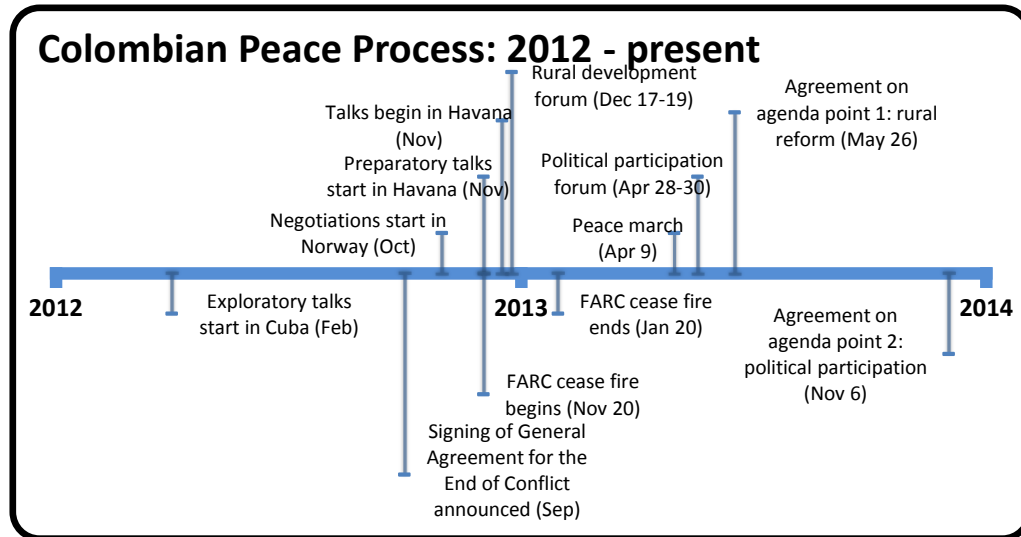 Colombian Peace Process: 2012 - present
Rural development
forum (Dec 17-19)
Talks begin in Havana
(Nov)
Preparatory talks
start in Havana (Nov)
Negotiations start in
Norway (Oct)
Political participation
forum (Apr 28-30)
Peace march
(Apr 9)
Agreement on
agenda point 1: rural
reform (May 26)
2012
2013
2014
Exploratory talks
start in Cuba (Feb)
FARC cease fire
ends (Jan 20)
FARC cease fire
begins (Nov 20)
Signing of General
Agreement for the
End of Conflict
announced (Sep)
Agreement on
agenda point 2:
political participation
(Nov 6)